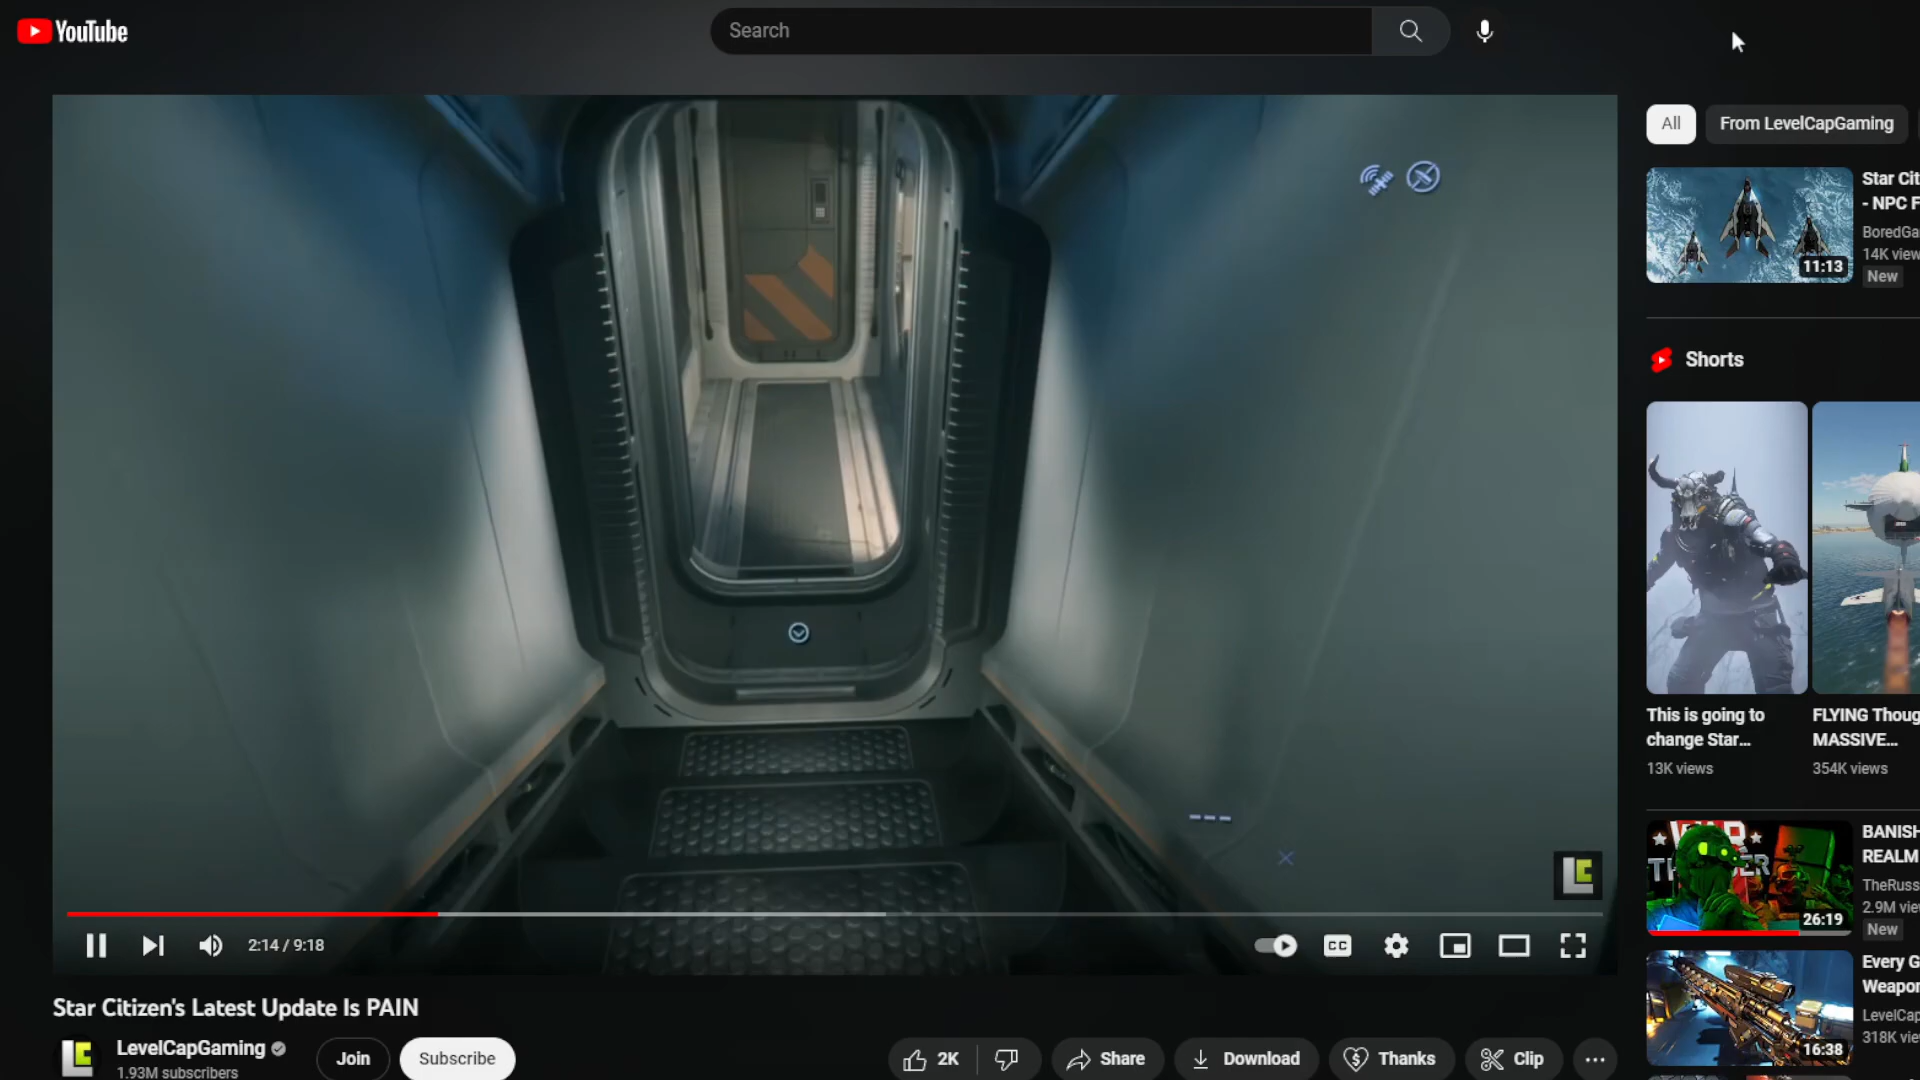 YouTube
Search
All
From LevelCapGaming
11:13
Star Cit
- NPC F
BoredGa
14K view
New
Shorts
This is going to
change Star...
13K views
FLYING Thoug
MASSIVE...
354K views
26:19
BANISH
REALM
TheRuss
2.9M vie
New
16:38
Every G
Weapon
LevelCap
318K vie
LC
2:14 / 9:18
CC
Star Citizen's Latest Update Is PAIN
LC
LevelCapGaming
1.93M subscribers
Join
Subscribe
2K
Share
Download
Thanks
Clip